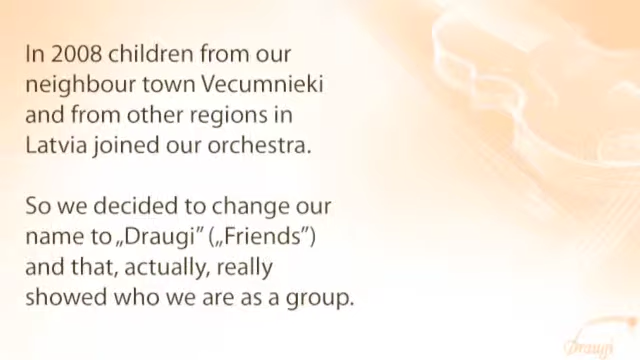 In 2008 children from our
neighbour town Vecumnieki
and from other regions in
Latvia joined our orchestra.
So we decided to change our
name to „Draugi” („Friends”)
and that, actually, really
showed who we are as a group.
Draugi